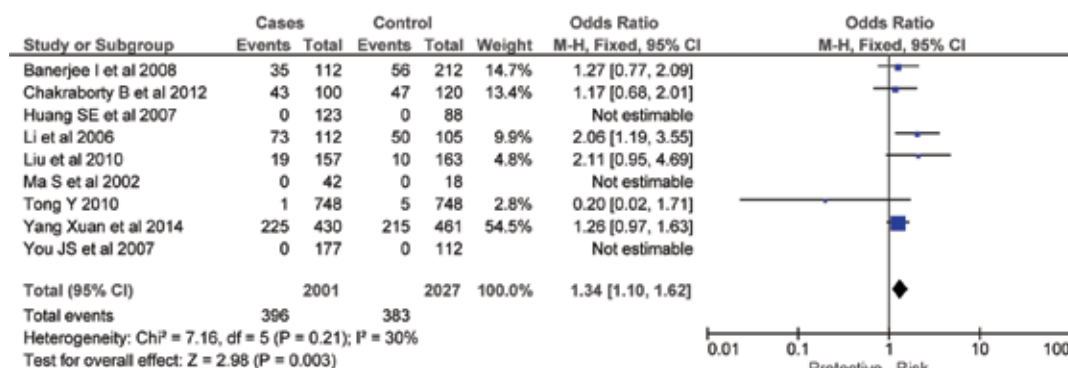 Cases Control Odds Ratio Odds Ratio
Study or Subgroup Events Total Events Total Weight M-H, Fixed, 95% CI M-H, Fixed, 95% CI
Banerjee I et al 2008 35 112 56 212 14.7% 1.27 [0.77, 2.09]
Chakraborty B et al 2012 43 100 47 120 13.4% 1.17 [0.68, 2.01]
Huang SE et al 2007 0 123 0 88 Not estimable
Li et al 2006 73 112 50 105 9.9% 2.06 [1.19, 3.55]
Liu et al 2010 19 157 10 163 4.8% 2.11 [0.95, 4.69]
Ma S et al 2002 0 42 0 18 Not estimable
Tong Y 2010 1 748 5 748 2.8% 0.20 [0.02, 1.71]
Yang Xuan et al 2014 225 430 215 461 54.5% 1.26 [0.97, 1.63]
You JS et al 2007 0 177 0 112 Not estimable
Total (95% CI) 2001 2027 100.0% 1.34 [1.10, 1.62]
Total events 396 383
Heterogeneity: Chi² = 7.16, df = 5 (P = 0.21); I² = 30%
Test for overall effect: Z = 2.98 (P = 0.003)
0.01 0.1 1 10 100
Protective Risk